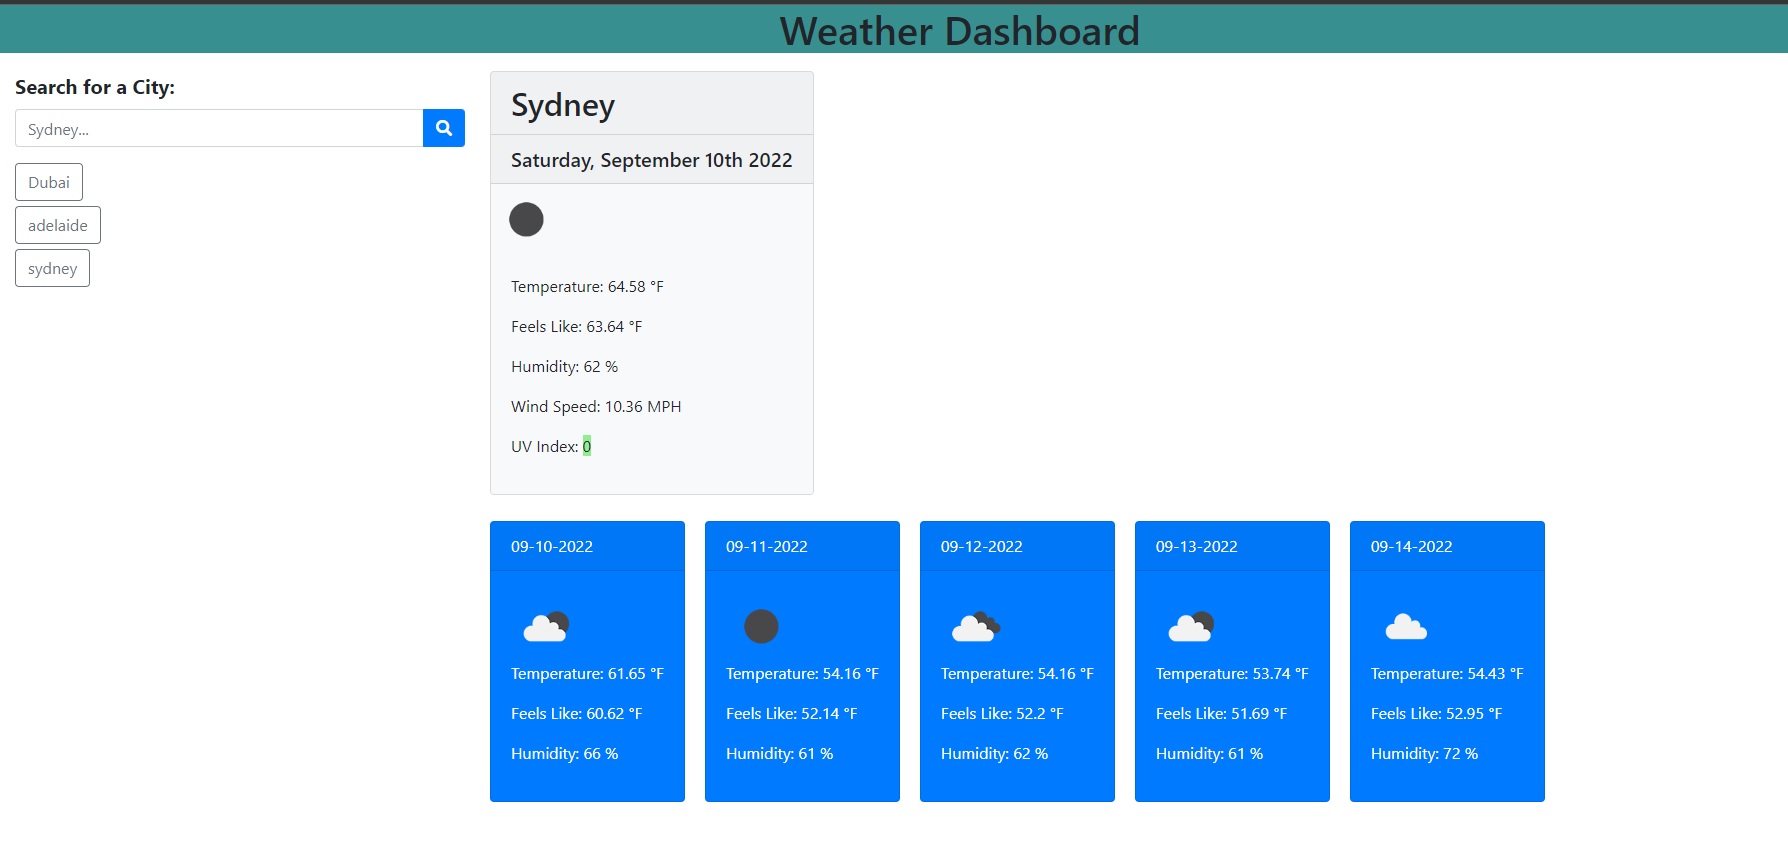 Weather Dashboard
Search for a City:
Sydney...
Dubai
adelaide
sydney
Sydney
Saturday, September 10th 2022
Temperature: 64.58 °F
Feels Like: 63.64 °F
Humidity: 62 %
Wind Speed: 10.36 MPH
UV Index: 0
09-10-2022
Temperature: 61.65 °F
Feels Like: 60.62 °F
Humidity: 66 %
09-11-2022
Temperature: 54.16 °F
Feels Like: 52.14 °F
Humidity: 61 %
09-12-2022
Temperature: 54.16 °F
Feels Like: 52.2 °F
Humidity: 62 %
09-13-2022
Temperature: 53.74 °F
Feels Like: 51.69 °F
Humidity: 61 %
09-14-2022
Temperature: 54.43 °F
Feels Like: 52.95 °F
Humidity: 72 %